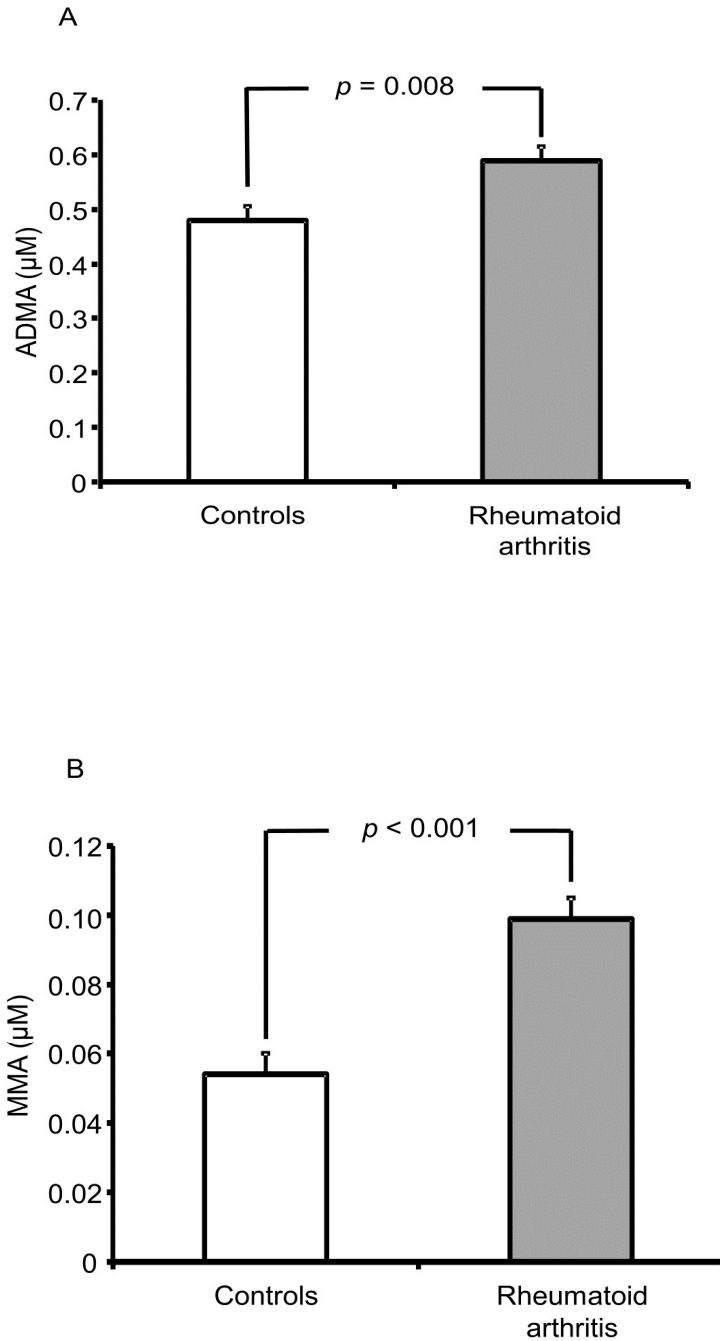 A
p = 0.008
0.7
0.6
0.5
0.4
0.3
0.2
0.1
0
ADMA (µM)
Controls
Rheumatoid
arthritis
B
p < 0.001
0.12
0.10
0.08
0.06
0.04
0.02
0
MMA (µM)
Controls
Rheumatoid
arthritis